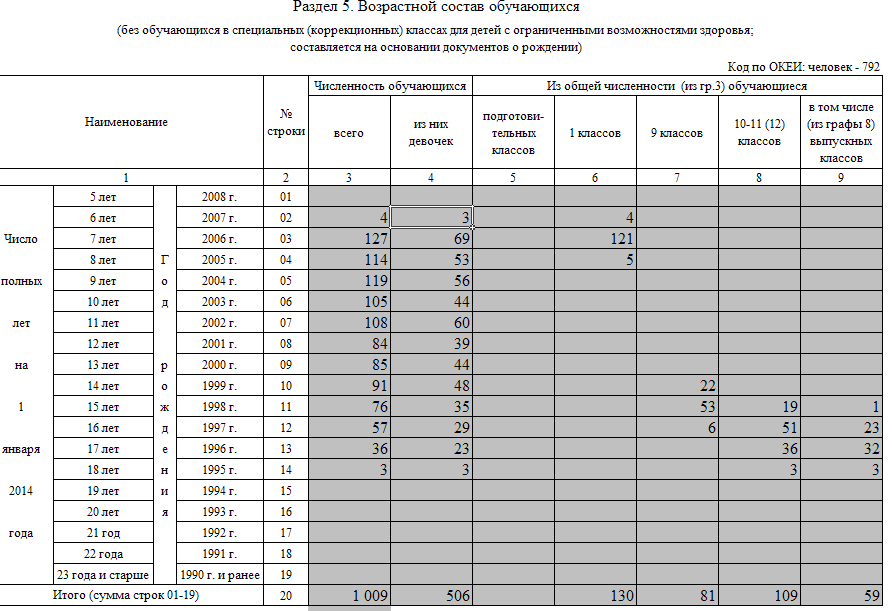 Раздел 5. Возрастной состав обучающихся
(без обучающихся в специальных (коррекционных) классах для детей с ограниченными возможностями здоровья;
составляется на основании документов о рождении)
Код по ОКЕИ: человек - 792
Наименование № строки Численность обучающихся Из общей численности (из гр.3) обучающиеся
всего из них девочек подготови-тельных классов 1 классов 9 классов 10-11 (12) классов в том числе (из графы 8) выпускных классов
1 2 3 4 5 6 7 8 9
Число полных лет на 1 января 2014 года
Год рождения
5 лет 2008 г. 01
6 лет 2007 г. 02 4 3 4
7 лет 2006 г. 03 127 69 121
8 лет 2005 г. 04 114 53 5
9 лет 2004 г. 05 119 56
10 лет 2003 г. 06 105 44
11 лет 2002 г. 07 108 60
12 лет 2001 г. 08 84 39
13 лет 2000 г. 09 85 44
14 лет 1999 г. 10 91 48 22
15 лет 1998 г. 11 76 35 53 19 1
16 лет 1997 г. 12 57 29 6 51 23
17 лет 1996 г. 13 36 23 36 32
18 лет 1995 г. 14 3 3 3 3
19 лет 1994 г. 15
20 лет 1993 г. 16
21 год 1992 г. 17
22 года 1991 г. 18
23 года и старше 1990 г. и ранее 19
Итого (сумма строк 01-19) 20 1 009 506 130 81 109 59